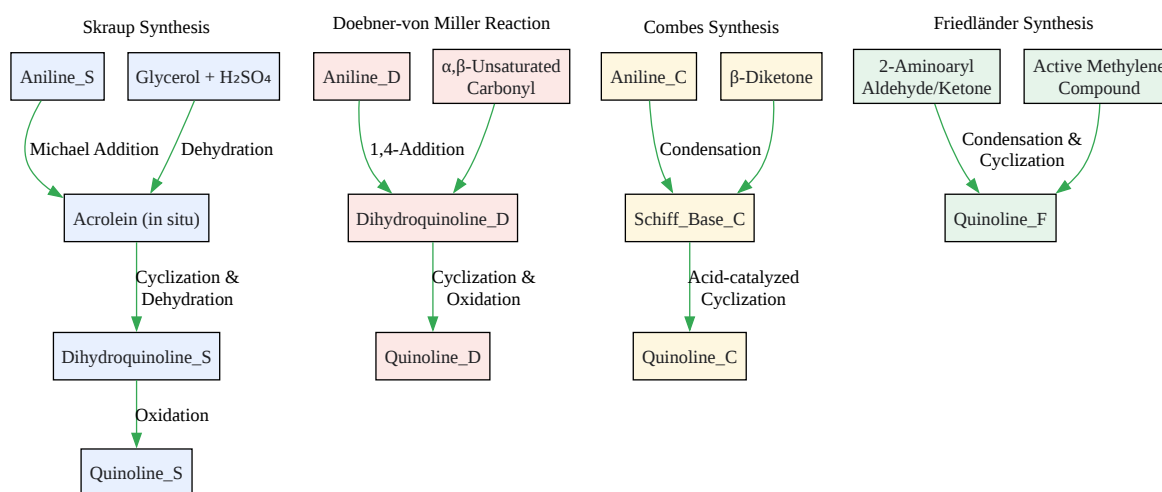 Skraup Synthesis
Doebner-von Miller Reaction
Combes Synthesis
Friedländer Synthesis
Aniline_S
Glycerol + H₂SO₄
Aniline_D
α,β-Unsaturated
Carbonyl
Aniline_C
β-Diketone
2-Aminoaryl
Aldehyde/Ketone
Active Methylene
Compound
Michael Addition
Dehydration
1,4-Addition
Condensation
Condensation &
Cyclization
Acrolein (in situ)
Dihydroquinoline_D
Schiff_Base_C
Quinoline_F
Cyclization &
Dehydration
Cyclization &
Oxidation
Acid-catalyzed
Cyclization
Dihydroquinoline_S
Quinoline_D
Quinoline_C
Oxidation
Quinoline_S